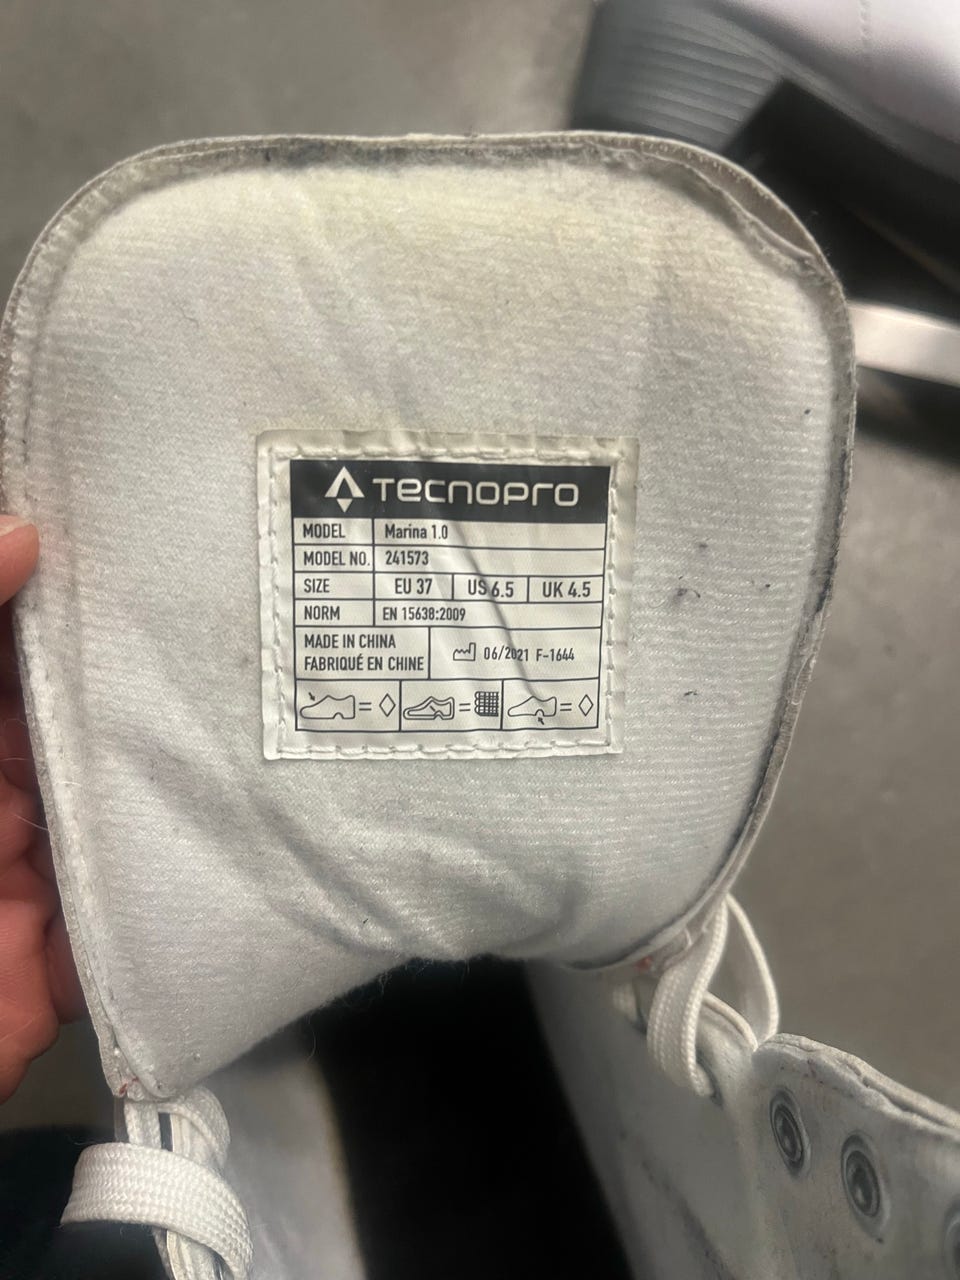 TECNOPRO
MODEL Marina 1.0
MODEL NO. 241573
SIZE EU 37 US 6.5 UK 4.5
NORM EN 15638:2009
MADE IN CHINA
FABRIQUÉ EN CHINE
06/2021 F-1644
= =  =